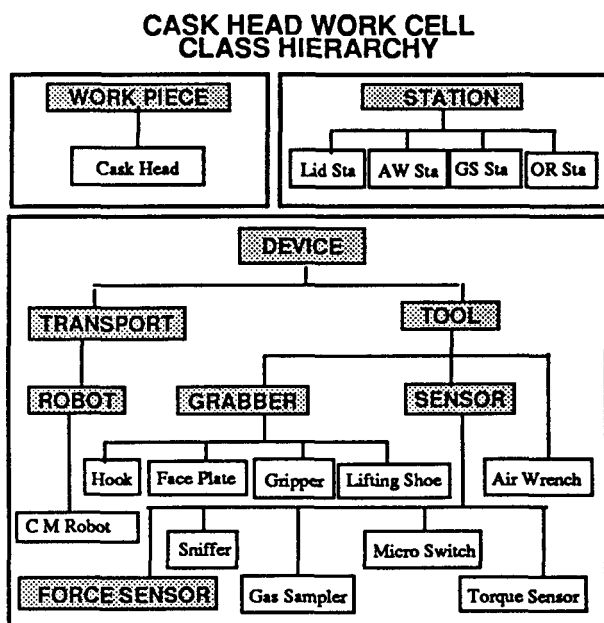 CASK HEAD WORK CELL
CLASS HIERARCHY
WORK PIECE
Cask Head
STATION
Lid Sta
AW Sta
GS Sta
OR Sta
DEVICE
TRANSPORT
TOOL
ROBOT
GRABBER
SENSOR
Hook
Face Plate
Gripper
Lifting Shoe
Air Wrench
C M Robot
Sniffer
Micro Switch
FORCE SENSOR
Gas Sampler
Torque Sensor